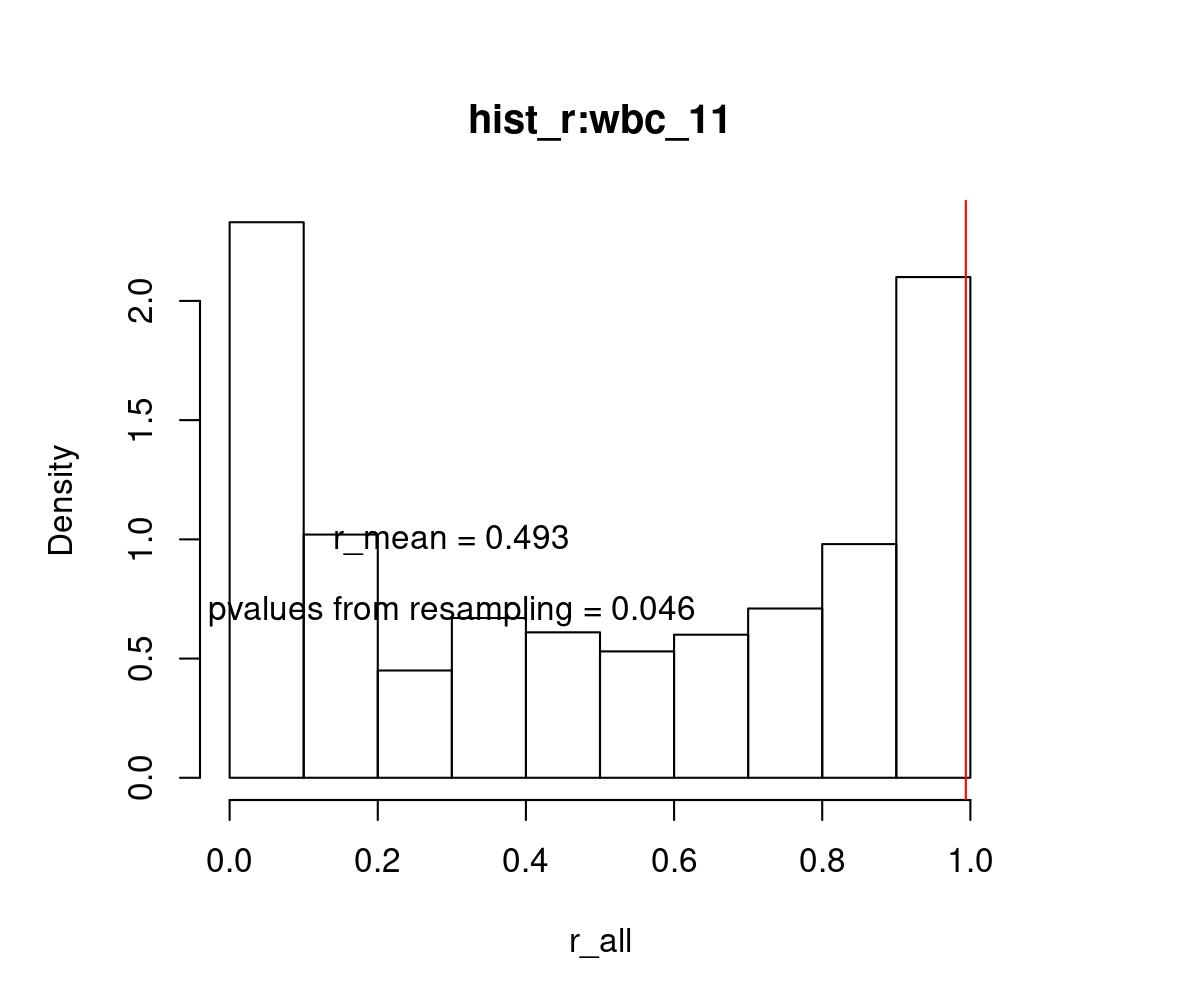 hist_r:wbc_11
Density
2.0
1.5
1.0
0.5
0.0
r_mean = 0.493
pvalues from resampling = 0.046
0.0 0.2 0.4 0.6 0.8 1.0
r_all